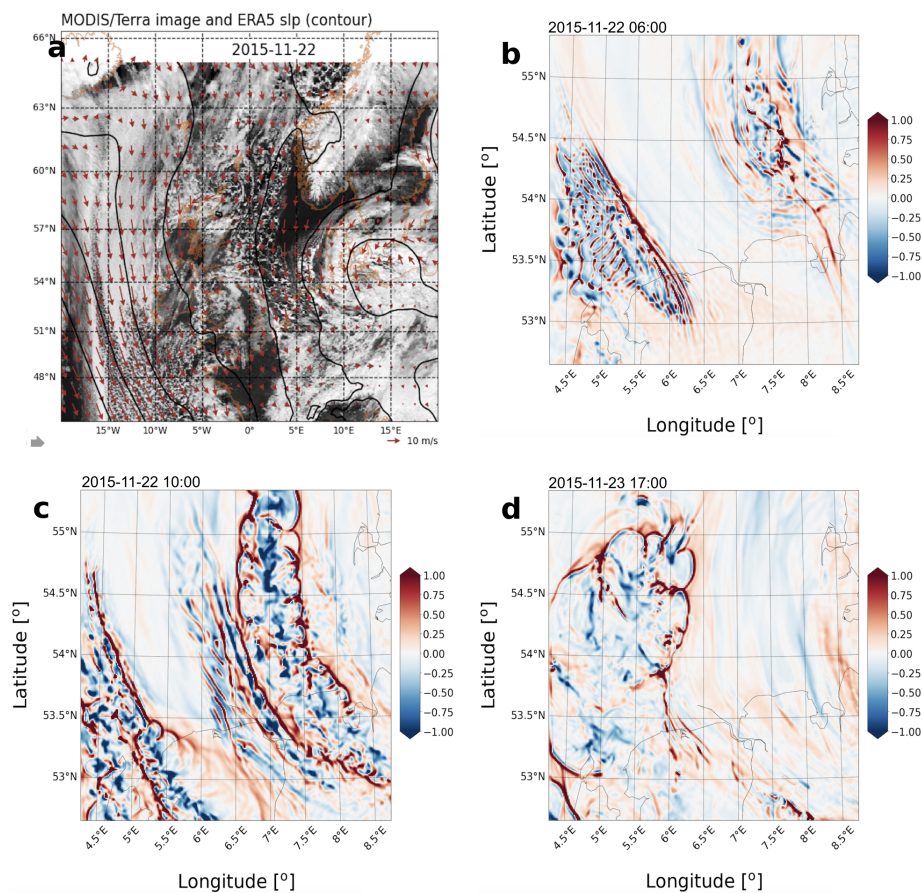 MODIS/Terra image and ERA5 slp (contour)
a
2015-11-22
66°N
63°N
60°N
57°N
54°N
51°N
48°N
15°W 10°W 5°W 0° 5°E 10°E 15°E
10 m/s
2015-11-22 06:00
b
55°N
54.5°N
54°N
53.5°N
53°N
Latitude [°]
4.5°E 5°E 5.5°E 6°E 6.5°E 7°E 7.5°E 8°E 8.5°E
Longitude [°]
1.00
0.75
0.50
0.25
0.00
−0.25
−0.50
−0.75
−1.00
2015-11-22 10:00
c
55°N
54.5°N
54°N
53.5°N
53°N
Latitude [°]
4.5°E 5°E 5.5°E 6°E 6.5°E 7°E 7.5°E 8°E 8.5°E
Longitude [°]
1.00
0.75
0.50
0.25
0.00
−0.25
−0.50
−0.75
−1.00
2015-11-23 17:00
d
55°N
54.5°N
54°N
53.5°N
53°N
Latitude [°]
4.5°E 5°E 5.5°E 6°E 6.5°E 7°E 7.5°E 8°E 8.5°E
Longitude [°]
1.00
0.75
0.50
0.25
0.00
−0.25
−0.50
−0.75
−1.00